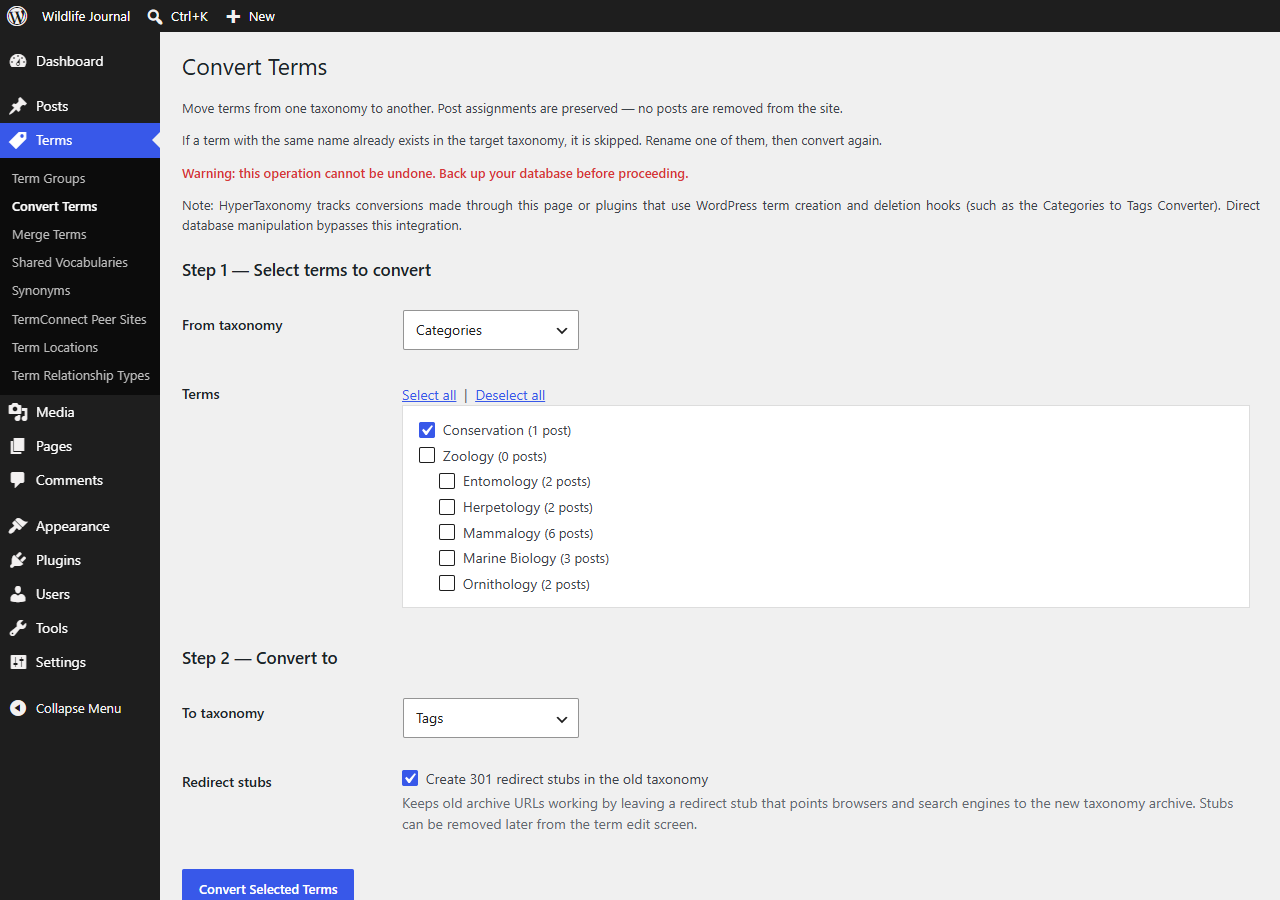 Wildlife Journal Ctrl+K New
Dashboard
Posts
Terms
Term Groups
Convert Terms
Merge Terms
Shared Vocabularies
Synonyms
TermConnect Peer Sites
Term Locations
Term Relationship Types
Media
Pages
Comments
Appearance
Plugins
Users
Tools
Settings
Collapse Menu
Convert Terms
Move terms from one taxonomy to another. Post assignments are preserved — no posts are removed from the site.
If a term with the same name already exists in the target taxonomy, it is skipped. Rename one of them, then convert again.
Warning: this operation cannot be undone. Back up your database before proceeding.
Note: HyperTaxonomy tracks conversions made through this page or plugins that use WordPress term creation and deletion hooks (such as the Categories to Tags Converter). Direct
database manipulation bypasses this integration.
Step 1 — Select terms to convert
From taxonomy
Categories
Terms
Select all | Deselect all
Conservation (1 post)
Zoology (0 posts)
Entomology (2 posts)
Herpetology (2 posts)
Mammalogy (6 posts)
Marine Biology (3 posts)
Ornithology (2 posts)
Step 2 — Convert to
To taxonomy
Tags
Redirect stubs
Create 301 redirect stubs in the old taxonomy
Keeps old archive URLs working by leaving a redirect stub that points browsers and search engines to the new taxonomy archive. Stubs
can be removed later from the term edit screen.
Convert Selected Terms